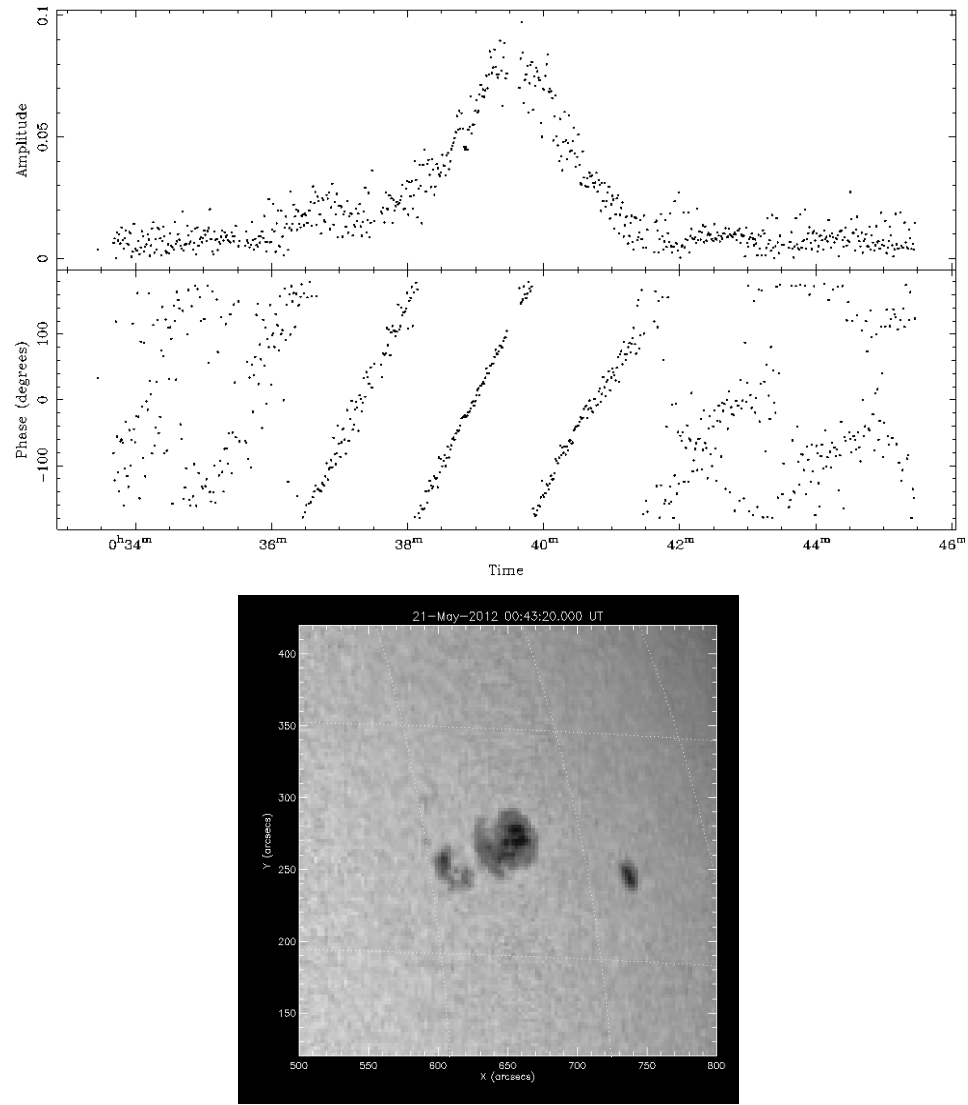 0.1
0.05
0
Amplitude
100
0
-100
Phase (degrees)
0ʰ34ᵐ 36ᵐ 38ᵐ 40ᵐ 42ᵐ 44ᵐ 46ᵐ
Time
21-May-2012 00:43:20.000 UT
400
350
300
250
200
150
Y (arcsecs)
500 550 600 650 700 750 800
X (arcsecs)